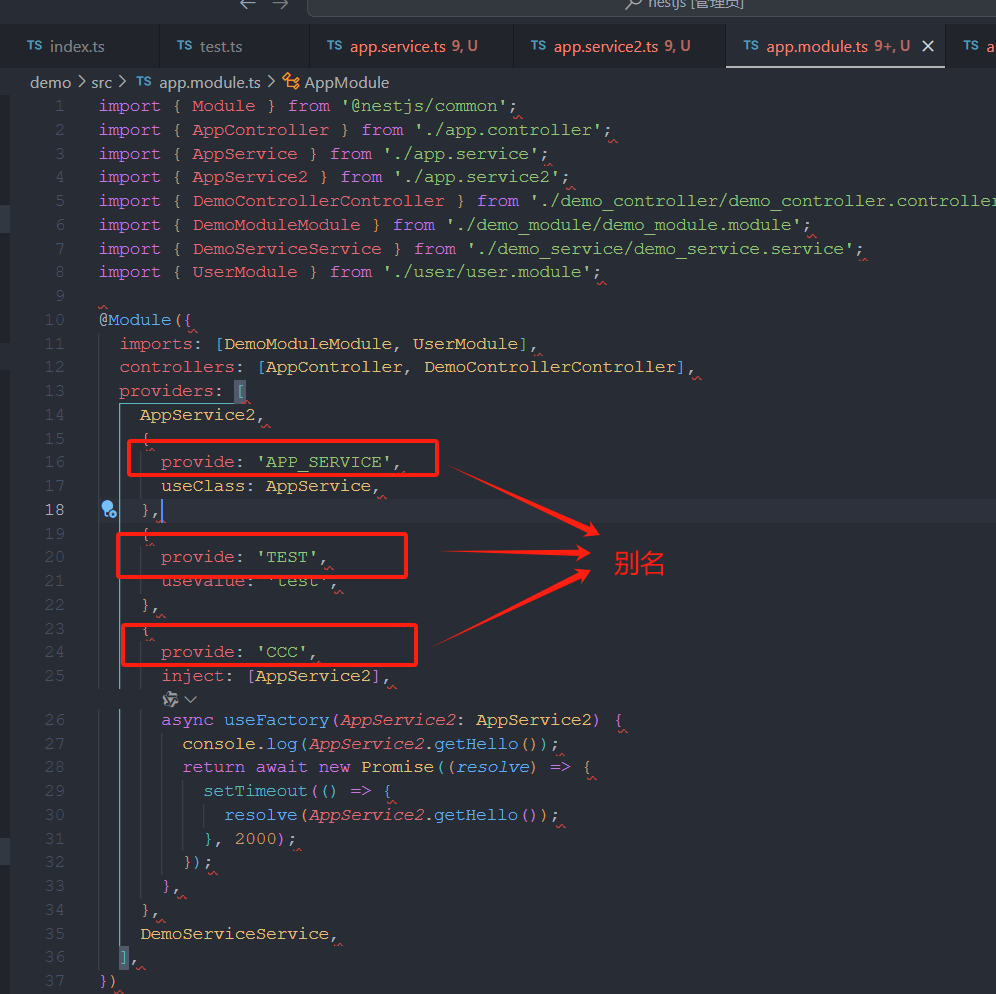 nestjs [管理员]
TS index.ts TS test.ts TS app.service.ts 9, U TS app.service2.ts 9, U TS app.module.ts 9+, U TS a
demo > src > TS app.module.ts > AppModule
1 import { Module } from '@nestjs/common';
2 import { AppController } from './app.controller';
3 import { AppService } from './app.service';
4 import { AppService2 } from './app.service2';
5 import { DemoControllerController } from './demo_controller/demo_controller.controller
6 import { DemoModuleModule } from './demo_module/demo_module.module';
7 import { DemoServiceService } from './demo_service/demo_service.service';
8 import { UserModule } from './user/user.module';
9
10 @Module({
11 imports: [DemoModuleModule, UserModule],
12 controllers: [AppController, DemoControllerController],
13 providers: [
14 AppService2,
15 {
16 provide: 'APP_SERVICE',
17 useClass: AppService,
18 },
19 {
20 provide: 'TEST',
21 useValue: 'test',
22 },
23 {
24 provide: 'CCC',
25 inject: [AppService2],
26 async useFactory(AppService2: AppService2) {
27 console.log(AppService2.getHello());
28 return await new Promise((resolve) => {
29 setTimeout(() => {
30 resolve(AppService2.getHello());
31 }, 2000);
32 });
33 },
34 },
35 DemoServiceService,
36 ],
37 })
别名